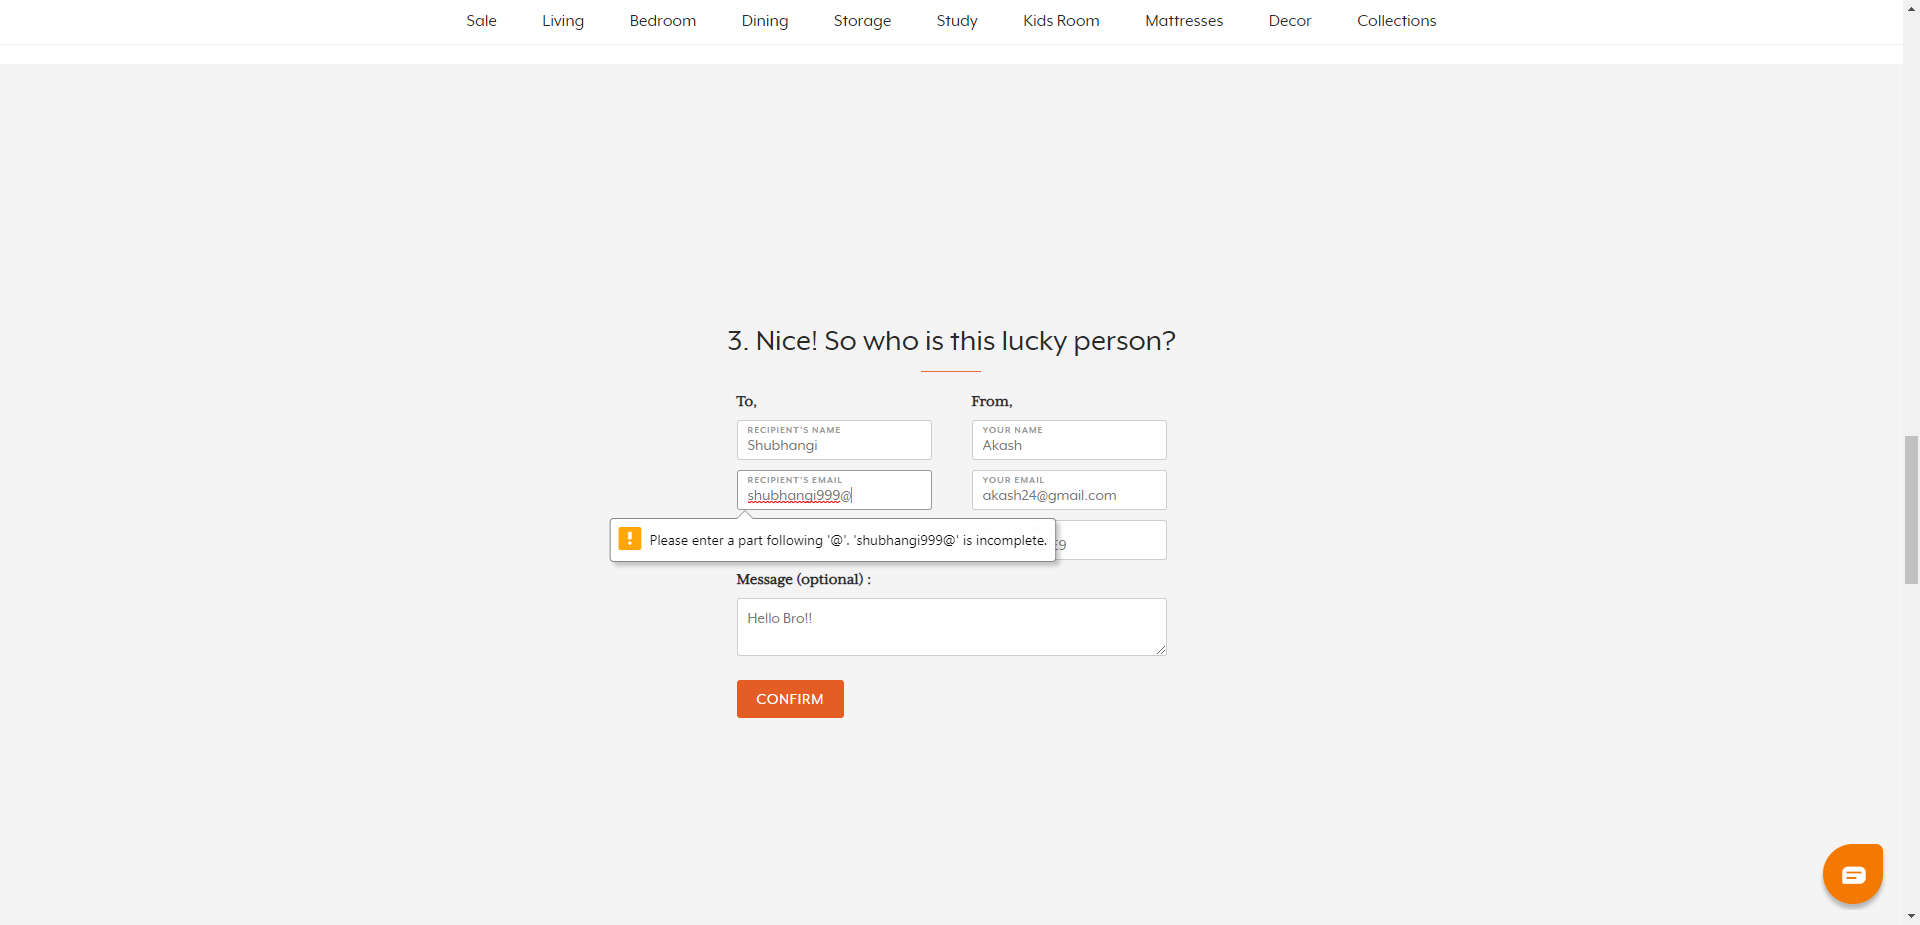 Sale Living Bedroom Dining Storage Study Kids Room Mattresses Decor Collections
3. Nice! So who is this lucky person?
To,
From,
RECIPIENT'S NAME
Shubhangi
YOUR NAME
Akash
RECIPIENT'S EMAIL
shubhangi999@
YOUR EMAIL
akash24@gmail.com
Please enter a part following '@'. 'shubhangi999@' is incomplete.
Message (optional) :
Hello Bro!!
CONFIRM